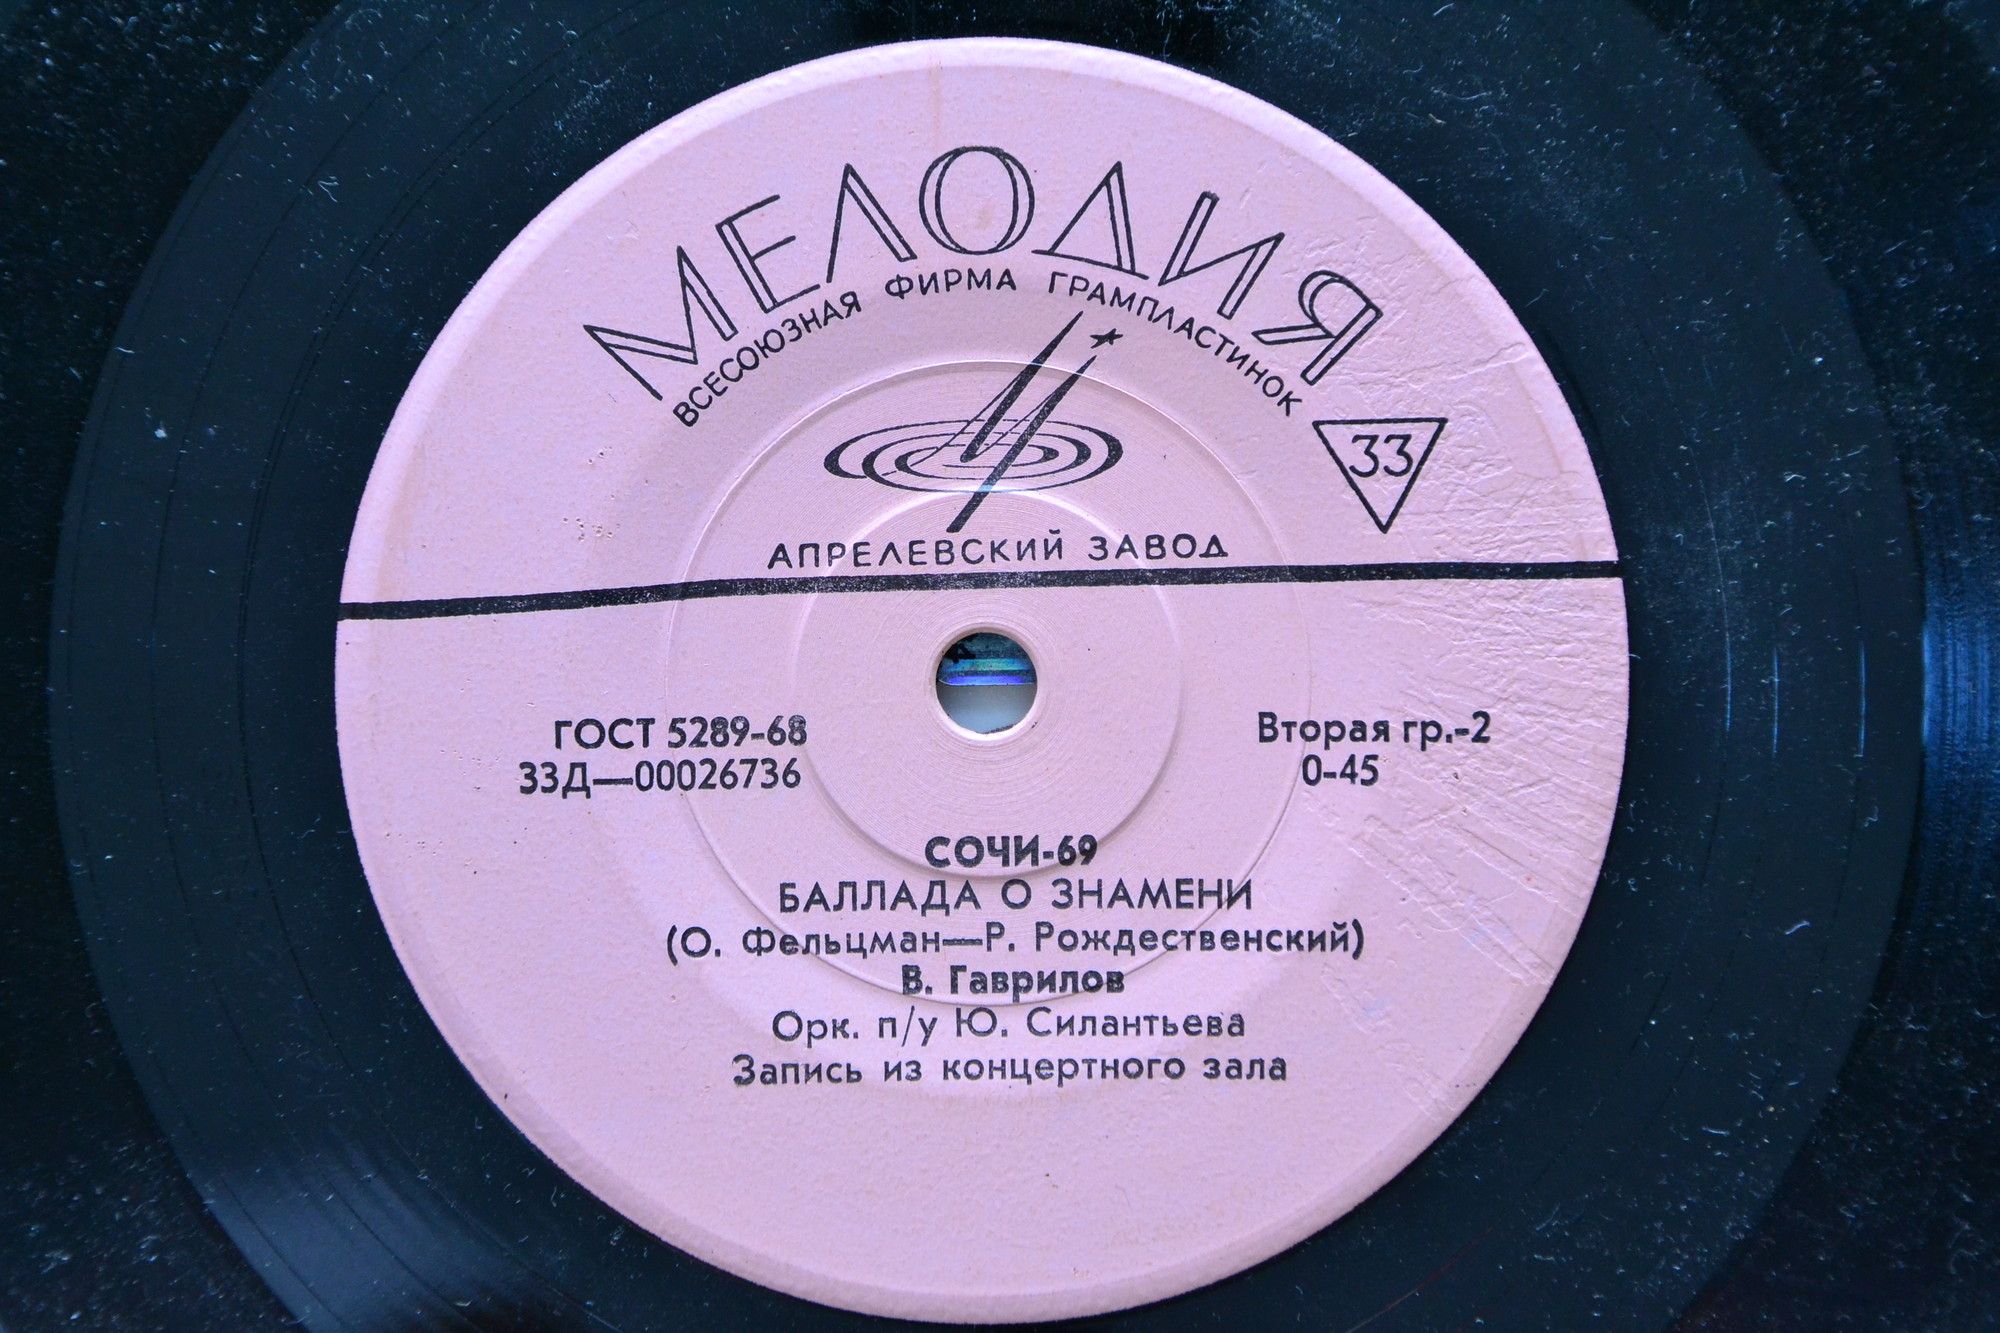 МЕЛОДИЯ
ВСЕСОЮЗНАЯ ФИРМА ГРАМПЛАСТИНОК
33
АПРЕЛЕВСКИЙ ЗАВОД
ГОСТ 5289-68
33Д—00026736
Вторая гр.-2
0-45
СОЧИ-69
БАЛЛАДА О ЗНАМЕНИ
(О. Фельцман—Р. Рождественский)
В. Гаврилов
Орк. п/у Ю. Силантьева
Запись из концертного зала